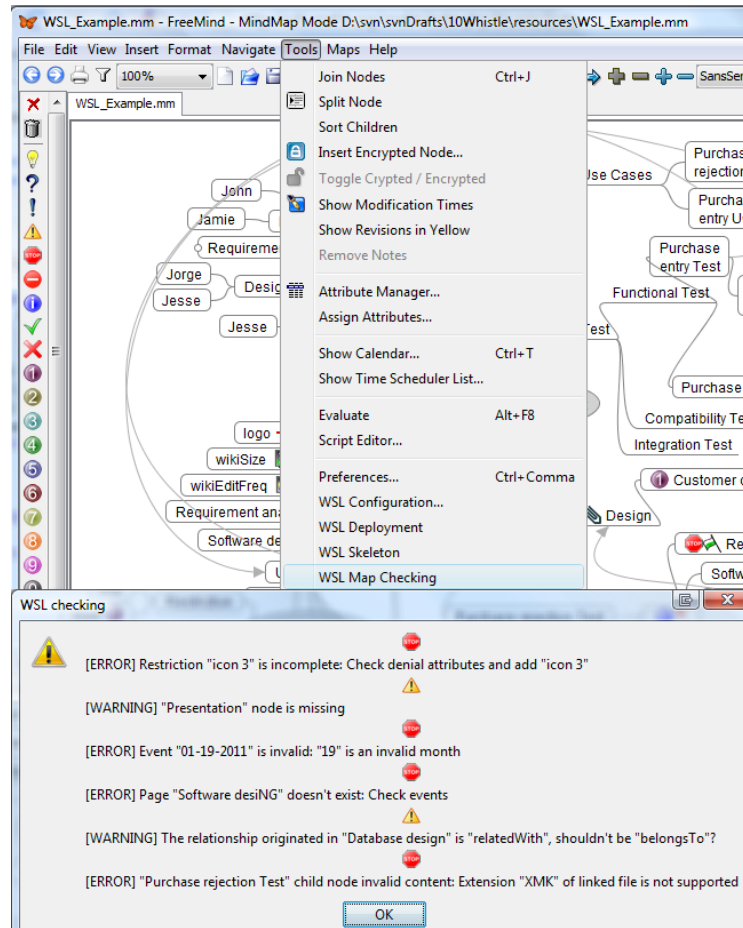 WSL_Example.mm - FreeMind - MindMap Mode D:\svn\svnDrafts\10Whistle\resources\WSL_Example.mm
File Edit View Insert Format Navigate Tools Maps Help
100%
SansSer
WSL_Example.mm
Join Nodes Ctrl+J
Split Node
Sort Children
Insert Encrypted Node...
Toggle Crypted / Encrypted
Show Modification Times
Show Revisions in Yellow
Remove Notes
Attribute Manager...
Assign Attributes...
Show Calendar... Ctrl+T
Show Time Scheduler List...
Evaluate Alt+F8
Script Editor...
Preferences... Ctrl+Comma
WSL Configuration...
WSL Deployment
WSL Skeleton
WSL Map Checking
John
Jamie
Requireme
Jorge
Desig
Jesse
Jesse
logo
wikiSize
wikiEditFreq
Requirement ana
Software de
U
Use Cases
Purchas
rejection
Purcha
entry U
Purchase
entry Test
Functional Test
Test
Purchase
Compatibility Te
Integration Test
Customer
Design
Re
Softw
STOP
STOP
WSL checking
STOP
[ERROR] Restriction "icon 3" is incomplete: Check denial attributes and add "icon 3"
[WARNING] "Presentation" node is missing
STOP
[ERROR] Event "01-19-2011" is invalid: "19" is an invalid month
STOP
[ERROR] Page "Software desiNG" doesn't exist: Check events
[WARNING] The relationship originated in "Database design" is "relatedWith", shouldn't be "belongsTo"?
STOP
[ERROR] "Purchase rejection Test" child node invalid content: Extension "XMK" of linked file is not supported
OK